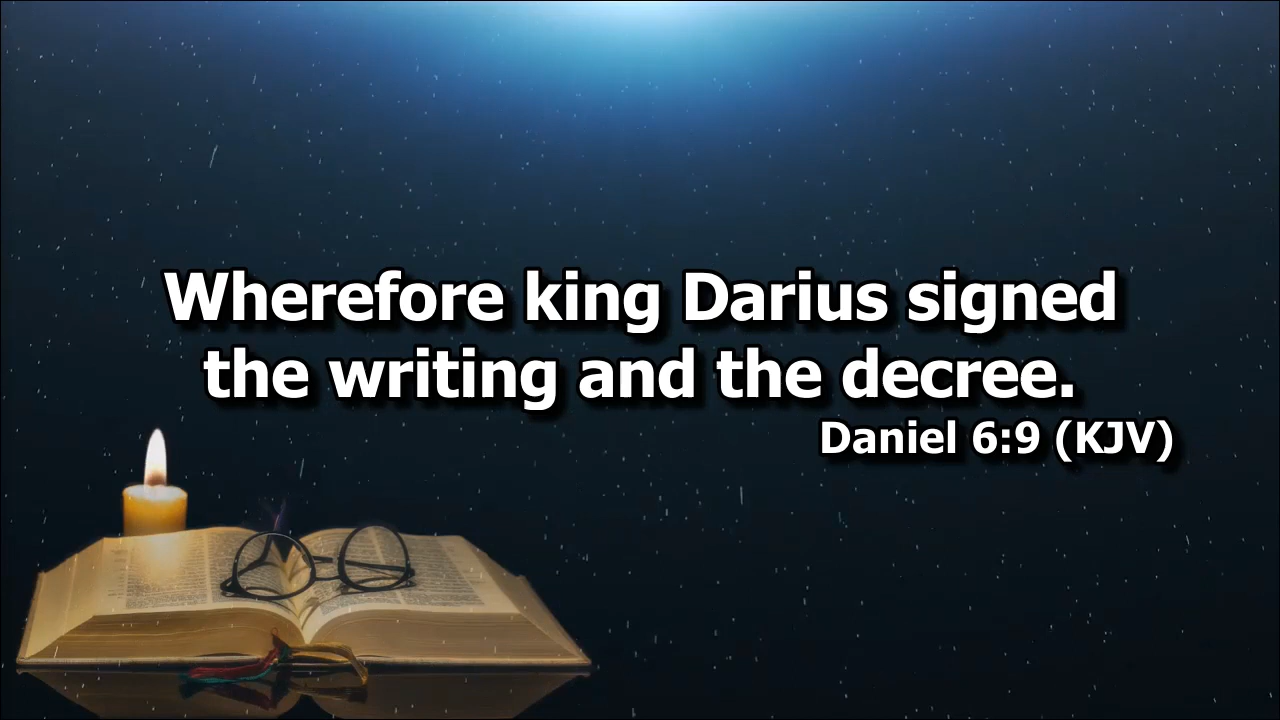 Wherefore king Darius signed
the writing and the decree.
Daniel 6:9 (KJV)